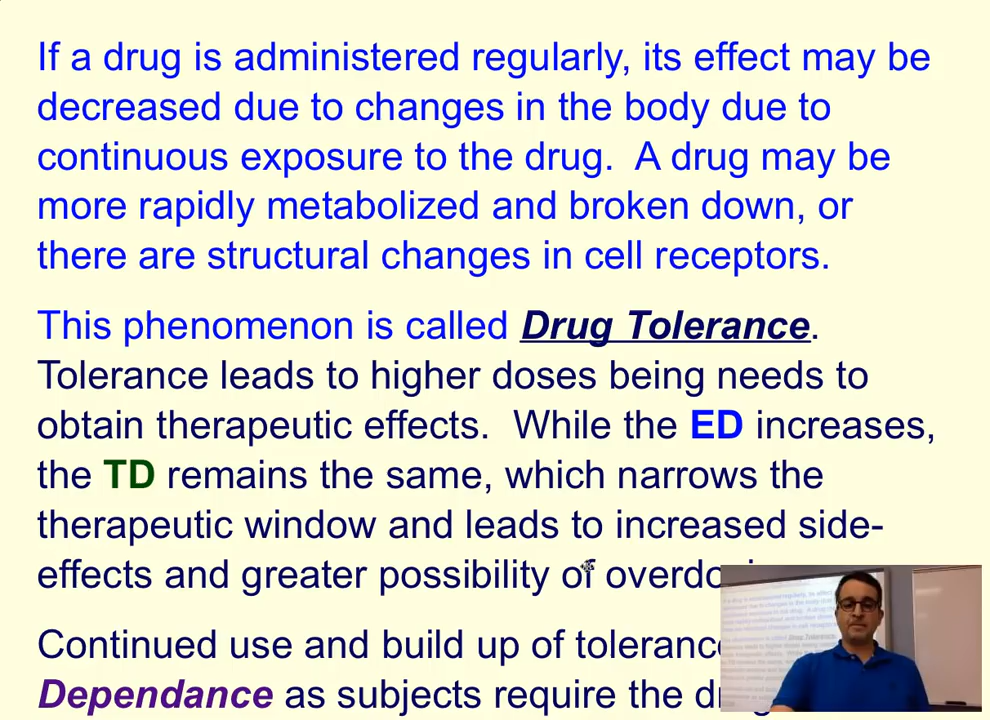 If a drug is administered regularly, its effect may be
decreased due to changes in the body due to
continuous exposure to the drug.  A drug may be
more rapidly metabolized and broken down, or
there are structural changes in cell receptors.
This phenomenon is called Drug Tolerance.
Tolerance leads to higher doses being needs to
obtain therapeutic effects.  While the ED increases,
the TD remains the same, which narrows the
therapeutic window and leads to increased side-
effects and greater possibility of
Continued use and build up of
Dependance as subjects require the